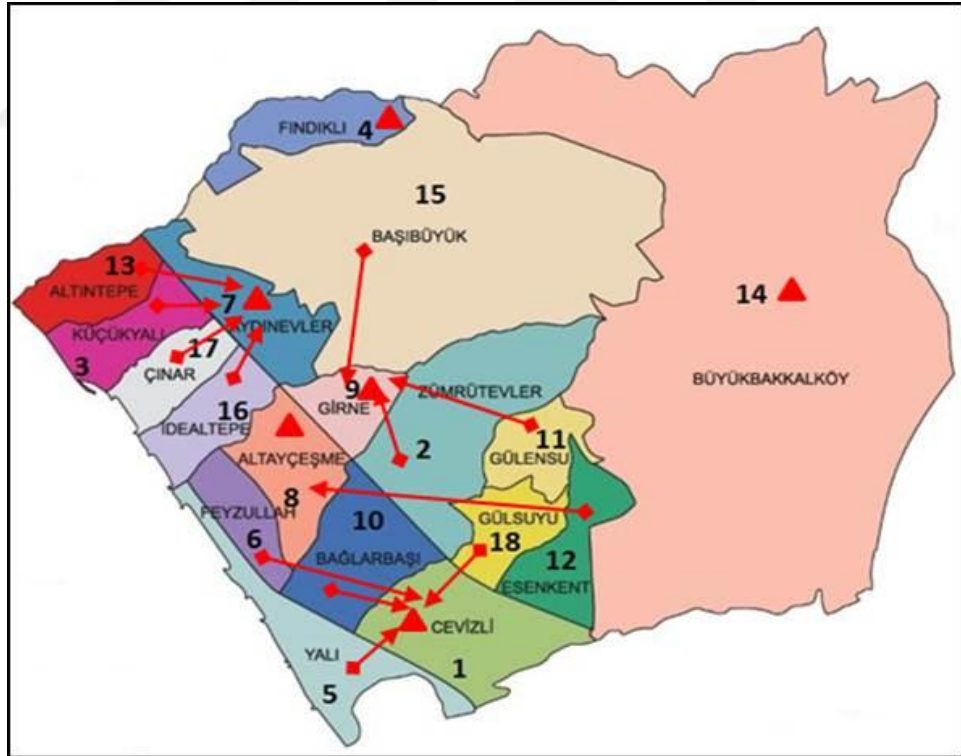 FINDIKLI 4
15
BAŞIBÜYÜK
13
ALTINTEPE
7
AYDINEVLER
KÜÇÜKYALI
3
17
ÇINAR
14
BÜYÜKBAKKALKÖY
9
GİRNE
ZÜMRÜTEVLER
16
İDEALTEPE
2
11
GÜLENSU
ALTAYÇEŞME
8
FEYZULLAH
6
10
BAĞLARBAŞI
GÜLSUYU
18
12
ESENKENT
CEVİZLİ
1
YALI
5